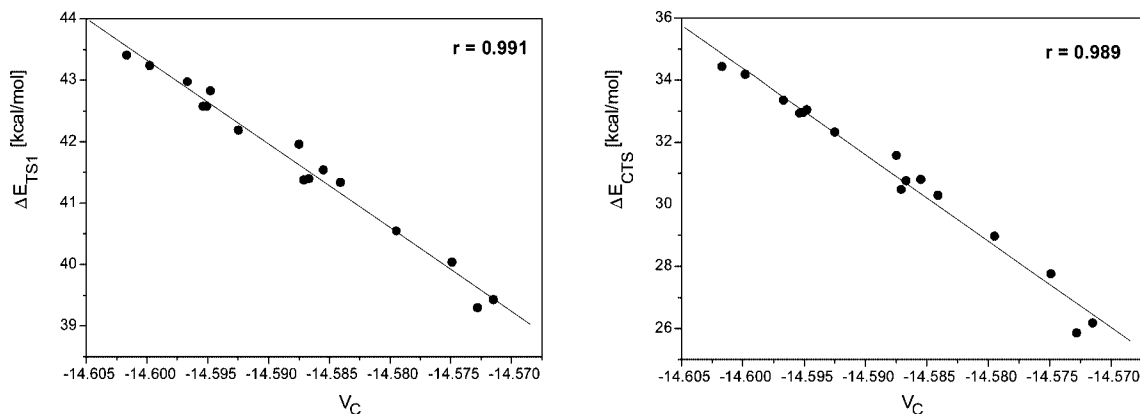 44
43
42
41
40
39
ΔE_TS1 [kcal/mol]
r = 0.991
-14.605 -14.600 -14.595 -14.590 -14.585 -14.580 -14.575 -14.570
V_C
36
34
32
30
28
26
ΔE_CTS [kcal/mol]
r = 0.989
-14.605 -14.600 -14.595 -14.590 -14.585 -14.580 -14.575 -14.570
V_C